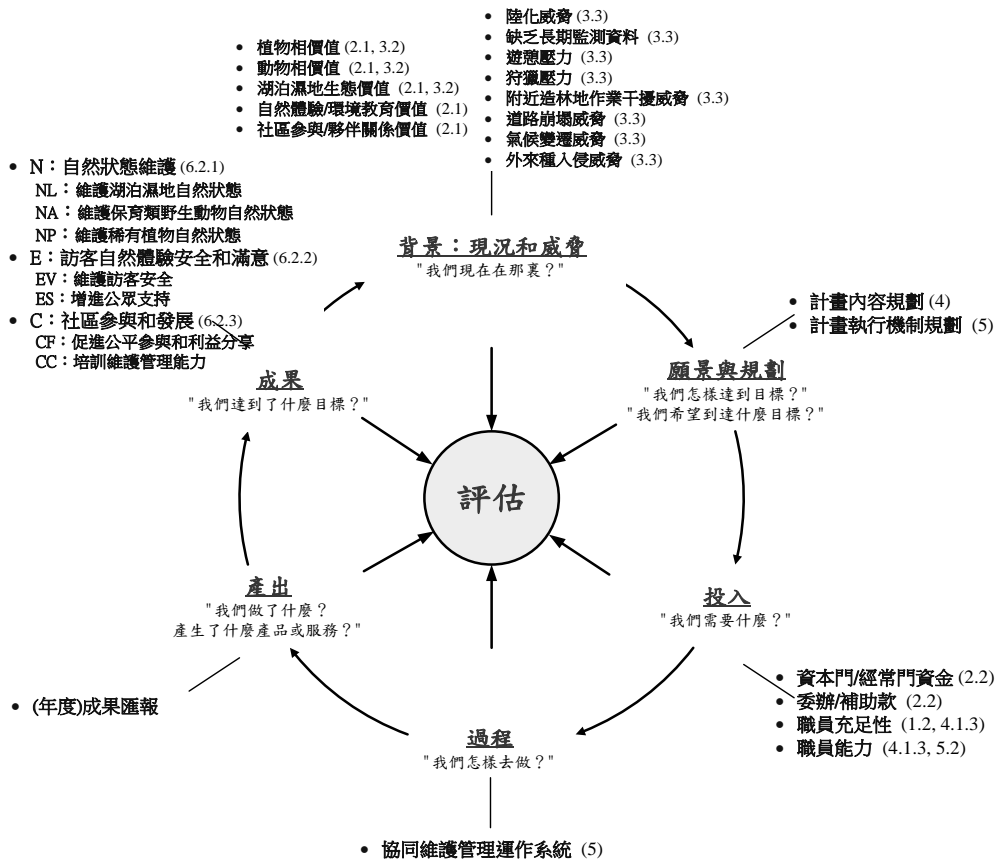 • 陸化威脅 (3.3)
• 缺乏長期監測資料 (3.3)
• 遊憩壓力 (3.3)
• 狩獵壓力 (3.3)
• 附近造林地作業干擾威脅 (3.3)
• 道路崩塌威脅 (3.3)
• 氣候變遷威脅 (3.3)
• 外來種入侵威脅 (3.3)
• 植物相價值 (2.1, 3.2)
• 動物相價值 (2.1, 3.2)
• 湖泊濕地生態價值 (2.1, 3.2)
• 自然體驗/環境教育價值 (2.1)
• 社區參與/夥伴關係價值 (2.1)
• N：自然狀態維護 (6.2.1)
NL：維護湖泊濕地自然狀態
NA：維護保育類野生動物自然狀態
NP：維護稀有植物自然狀態
• E：訪客自然體驗安全和滿意 (6.2.2)
EV：維護訪客安全
ES：增進公眾支持
• C：社區參與和發展 (6.2.3)
CF：促進公平參與和利益分享
CC：培訓維護管理能力
背景：現況和威脅
"我們現在在那裏？"
• 計畫內容規劃 (4)
• 計畫執行機制規劃 (5)
願景與規劃
"我們怎樣達到目標？"
"我們希望到達什麼目標？"
成果
"我們達到了什麼目標？"
評估
產出
"我們做了什麼？
產生了什麼產品或服務？"
投入
"我們需要什麼？"
• 資本門/經常門資金 (2.2)
• 委辦/補助款 (2.2)
• 職員充足性 (1.2, 4.1.3)
• 職員能力 (4.1.3, 5.2)
• (年度)成果匯報
過程
"我們怎樣去做？"
• 協同維護管理運作系統 (5)